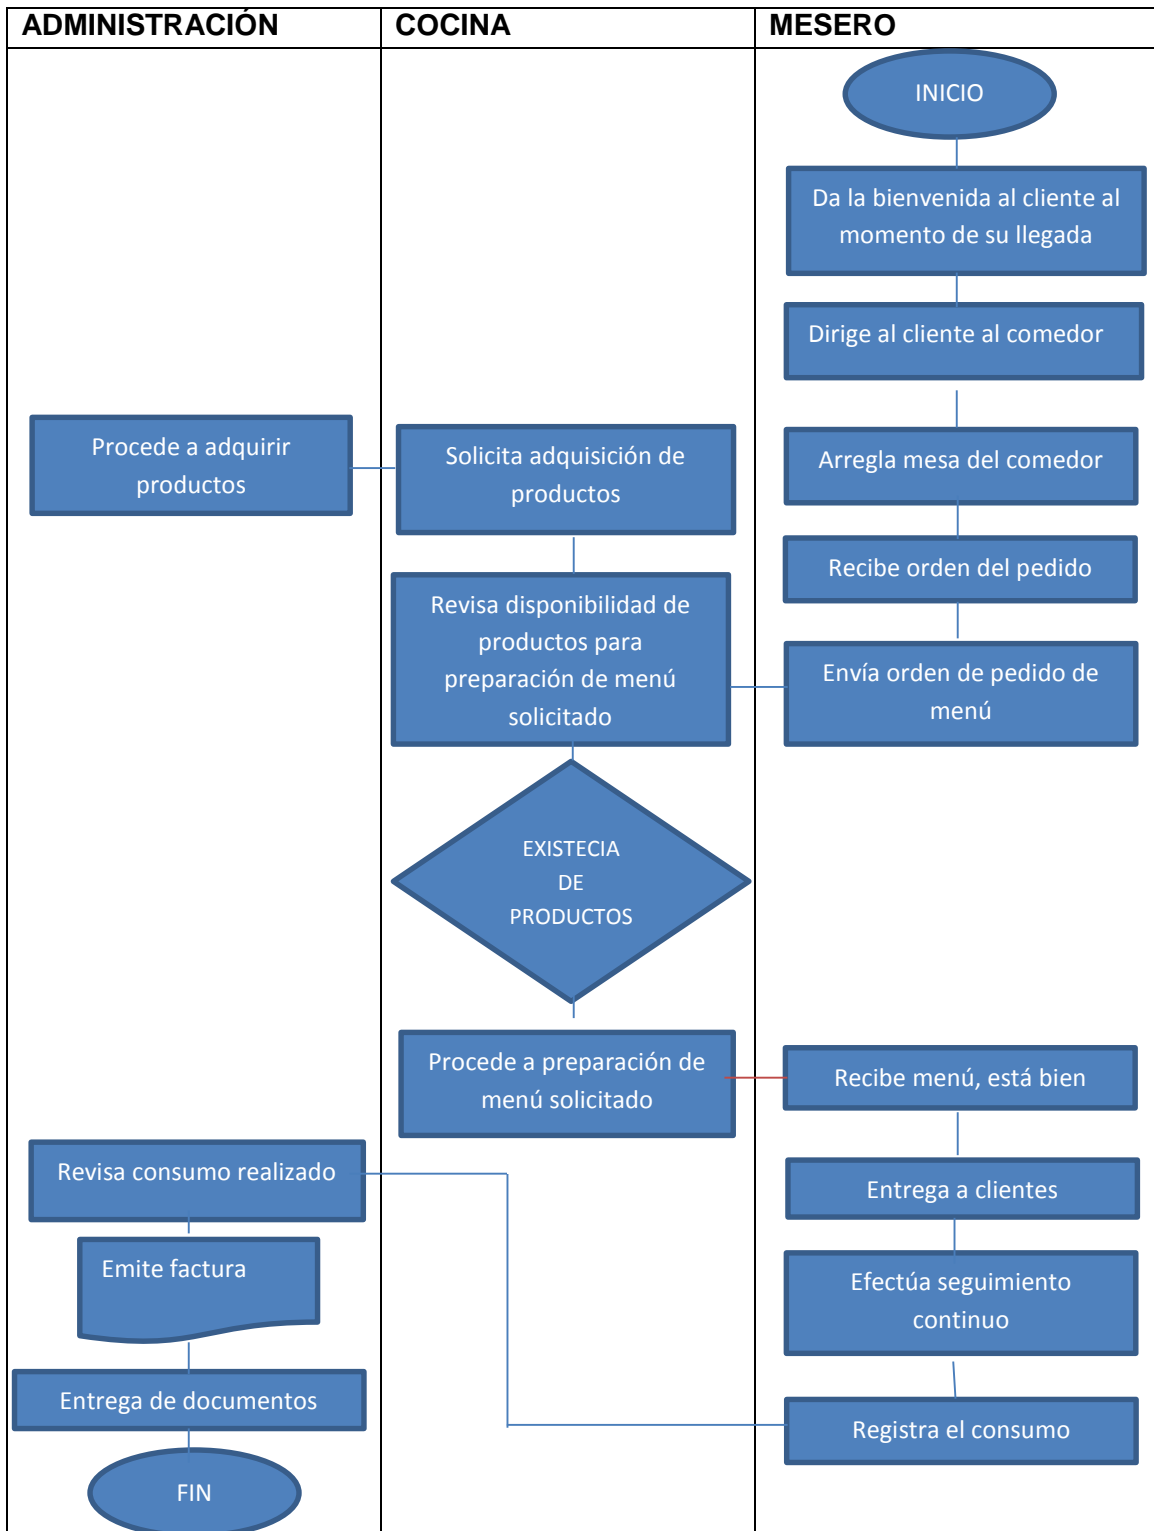 ADMINISTRACIÓN
COCINA
MESERO
INICIO
Da la bienvenida al cliente al
momento de su llegada
Dirige al cliente al comedor
Procede a adquirir
productos
Solicita adquisición de
productos
Arregla mesa del comedor
Recibe orden del pedido
Revisa disponibilidad de
productos para
preparación de menú
solicitado
Envía orden de pedido de
menú
EXISTECIA
DE
PRODUCTOS
Procede a preparación de
menú solicitado
Recibe menú, está bien
Revisa consumo realizado
Entrega a clientes
Emite factura
Efectúa seguimiento
continuo
Entrega de documentos
Registra el consumo
FIN